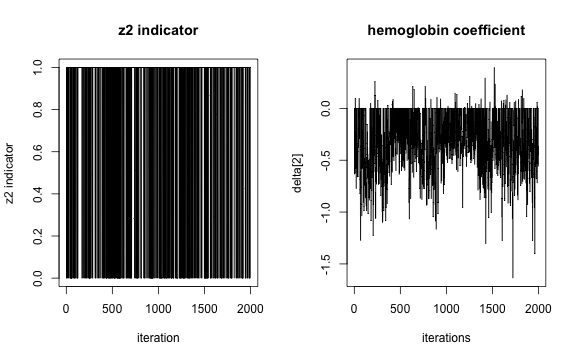 z2 indicator
z2 indicator
1.0
0.8
0.6
0.4
0.2
0.0
0 500 1000 1500 2000
iteration
hemoglobin coefficient
delta[2]
0.0
-0.5
-1.0
-1.5
0 500 1000 1500 2000
iterations